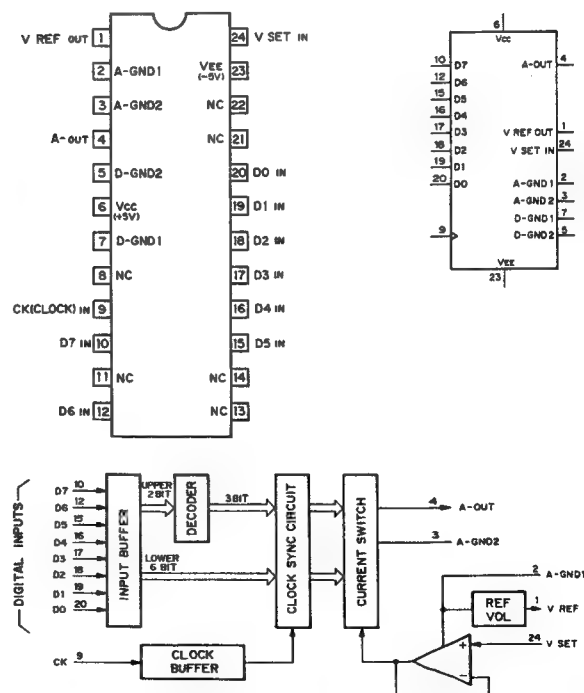 V REF OUT 1
24 V SET IN
2 A-GND1
VEE (-5V) 23
3 A-GND2
NC 22
A-OUT 4
NC 21
5 D-GND2
20 D0 IN
6 VCC (+5V)
19 D1 IN
7 D-GND1
18 D2 IN
8 NC
17 D3 IN
CK(CLOCK) IN 9
16 D4 IN
D7 IN 10
15 D5 IN
11 NC
NC 14
D6 IN 12
NC 13
6
VCC
10 D7
A-OUT 4
12 D6
15 D5
16 D4
17 D3
V REF OUT 1
18 D2
V SET IN 24
19 D1
20 D0
A-GND1 2
A-GND2 3
D-GND1 7
9
D-GND2 5
VEE
23
DIGITAL INPUTS
D7 10
D6 12
D5 15
D4 16
D3 17
D2 18
D1 19
D0 20
INPUT BUFFER
UPPER
2 BIT
LOWER
6 BIT
DECODER
3 BIT
CLOCK SYNC CIRCUIT
CURRENT SWITCH
4 A-OUT
3 A-GND2
2 A-GND1
REF
VOL
1 V REF
24 V SET
+
-
CK 9
CLOCK
BUFFER